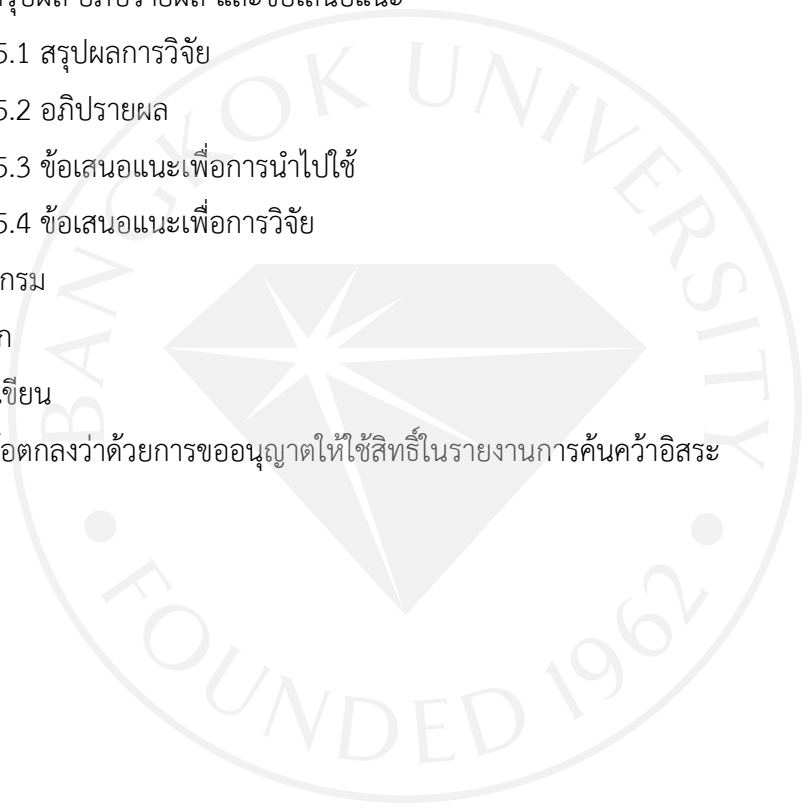 5.1 สรุปผลการวิจัย
5.2 อภิปรายผล
5.3 ข้อเสนอแนะเพื่อการนำไปใช้
5.4 ข้อเสนอแนะเพื่อการวิจัย
กรม
ก
เขียน
ตกลงว่าด้วยการขออนุญาตให้ใช้สิทธิ์ในรายงานการค้นคว้าอิสระ
BANGKOK UNIVERSITY
FOUNDED 1962